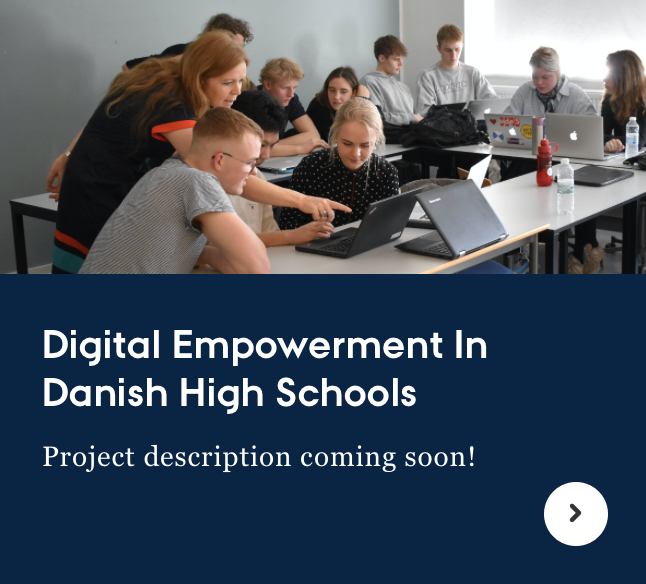 Digital Empowerment In
Danish High Schools
Project description coming soon!